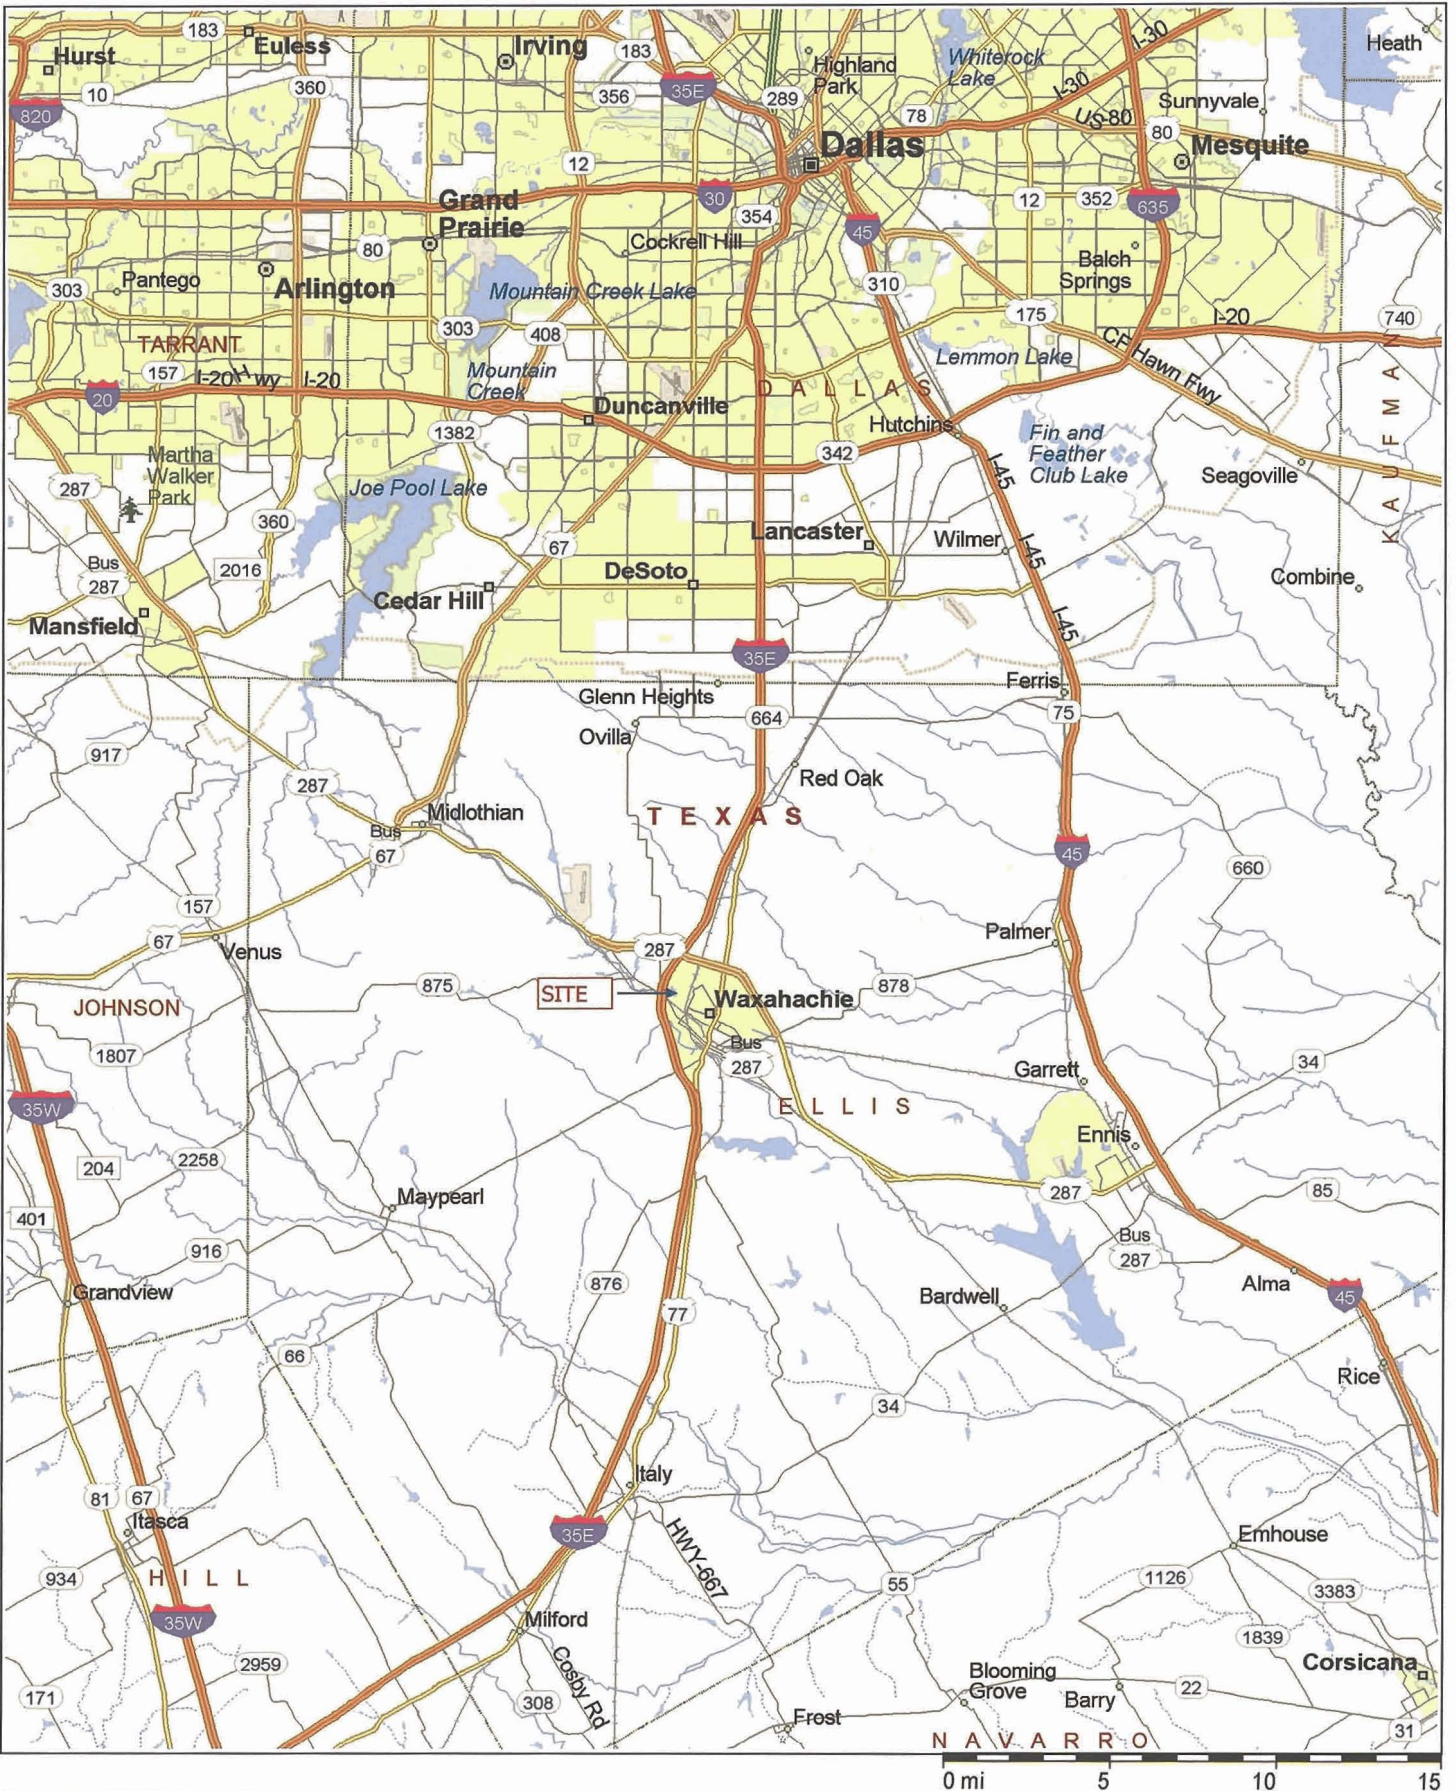 183
Euless
Irving
183
Hurst
Heath
Whiterock
Lake
I-30
Highland
Park
10
360
356
35E
289
I-30
Sunnyvale
820
78
US-80
80
Dallas
Mesquite
12
Grand
Prairie
30
354
12
352
635
45
80
Cockrell Hill
Balch
Springs
Pantego
Arlington
303
Mountain Creek Lake
310
175
303
408
I-20
740
TARRANT
157
I-20Hwy
I-20
20
Mountain
Creek
Lemmon Lake
CF Hawn Fwy
DALLAS
KAUFMAN
Duncanville
Hutchins
1382
342
Fin and
Feather
Club Lake
Martha
Walker
Park
Seagoville
287
Joe Pool Lake
I-45
360
67
Lancaster
Wilmer
I-45
Bus
287
2016
DeSoto
Combine
Cedar Hill
Mansfield
I-45
35E
Glenn Heights
Ferris
664
75
Ovilla
917
287
Red Oak
Midlothian
TEXAS
Bus
67
45
660
157
67
Venus
287
Palmer
875
SITE
Waxahachie
878
JOHNSON
1807
Bus
287
Garrett
34
35W
ELLIS
Ennis
204
2258
287
85
Maypearl
401
916
Bus
287
876
Alma
Grandview
77
Bardwell
45
66
Rice
34
Italy
81
67
Itasca
35E
HWY-667
Emhouse
934
HILL
55
1126
3383
35W
Milford
1839
2959
Cosby Rd
Corsicana
171
308
Blooming
Grove
Barry
22
Frost
31
NAVARRO
0 mi
5
10
15